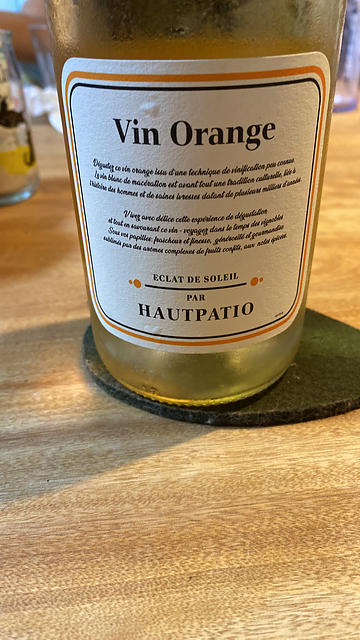 Vin Orange
Dégustez ce vin orange issu d'une technique de vinification peu connue.
Le vin blanc de macération est avant tout une tradition culturelle, liée à
l'histoire des hommes et de saines ivresses datant de plusieurs milliers d'années.
Vivez avec délice cette expérience de dégustation
et tout en savourant ce vin - voyagez dans le temps des vignobles
Sous vos papilles: fraîcheur et finesse, générosité et gourmandise
sublimés par des arômes complexes de fruits confits, aux notes épicées.
ECLAT DE SOLEIL
PAR
HAUTPATIO